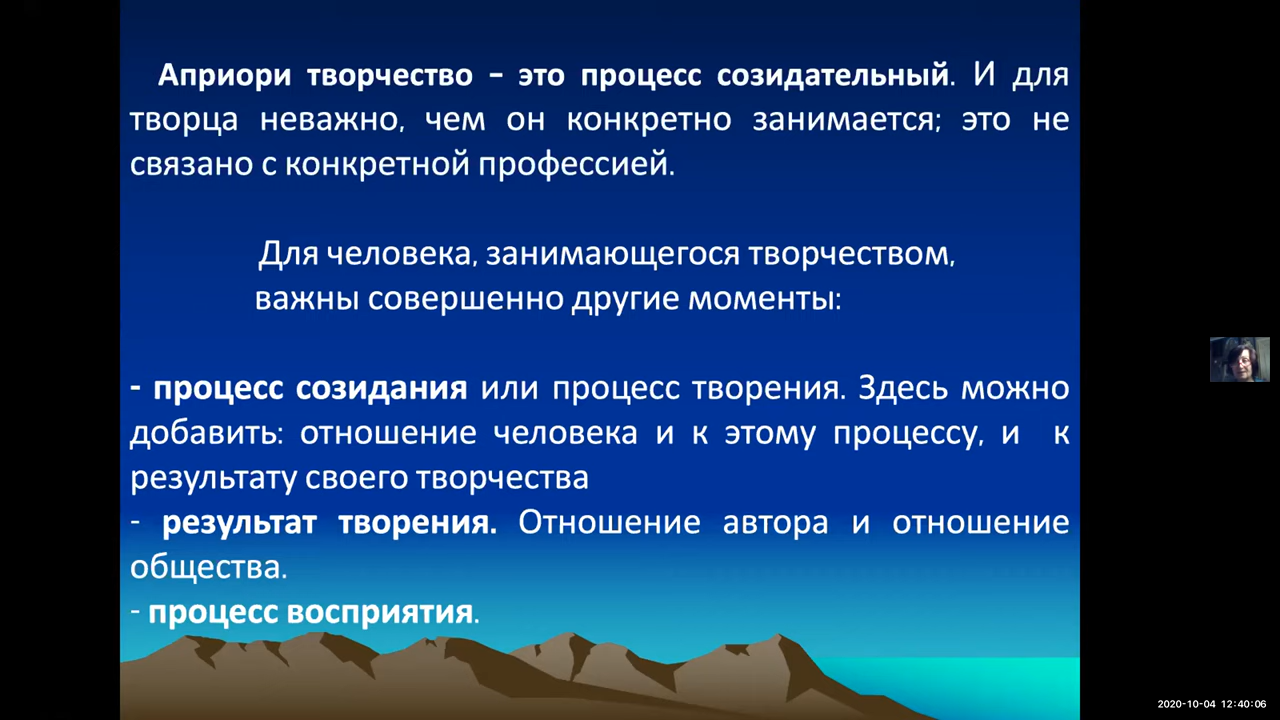 Априори творчество – это процесс созидательный. И для
творца неважно, чем он конкретно занимается; это не
связано с конкретной профессией.
Для человека, занимающегося творчеством,
важны совершенно другие моменты:
- процесс созидания или процесс творения. Здесь можно
добавить: отношение человека и к этому процессу, и к
результату своего творчества
- результат творения. Отношение автора и отношение
общества.
- процесс восприятия.
2020-10-04 12:40:06